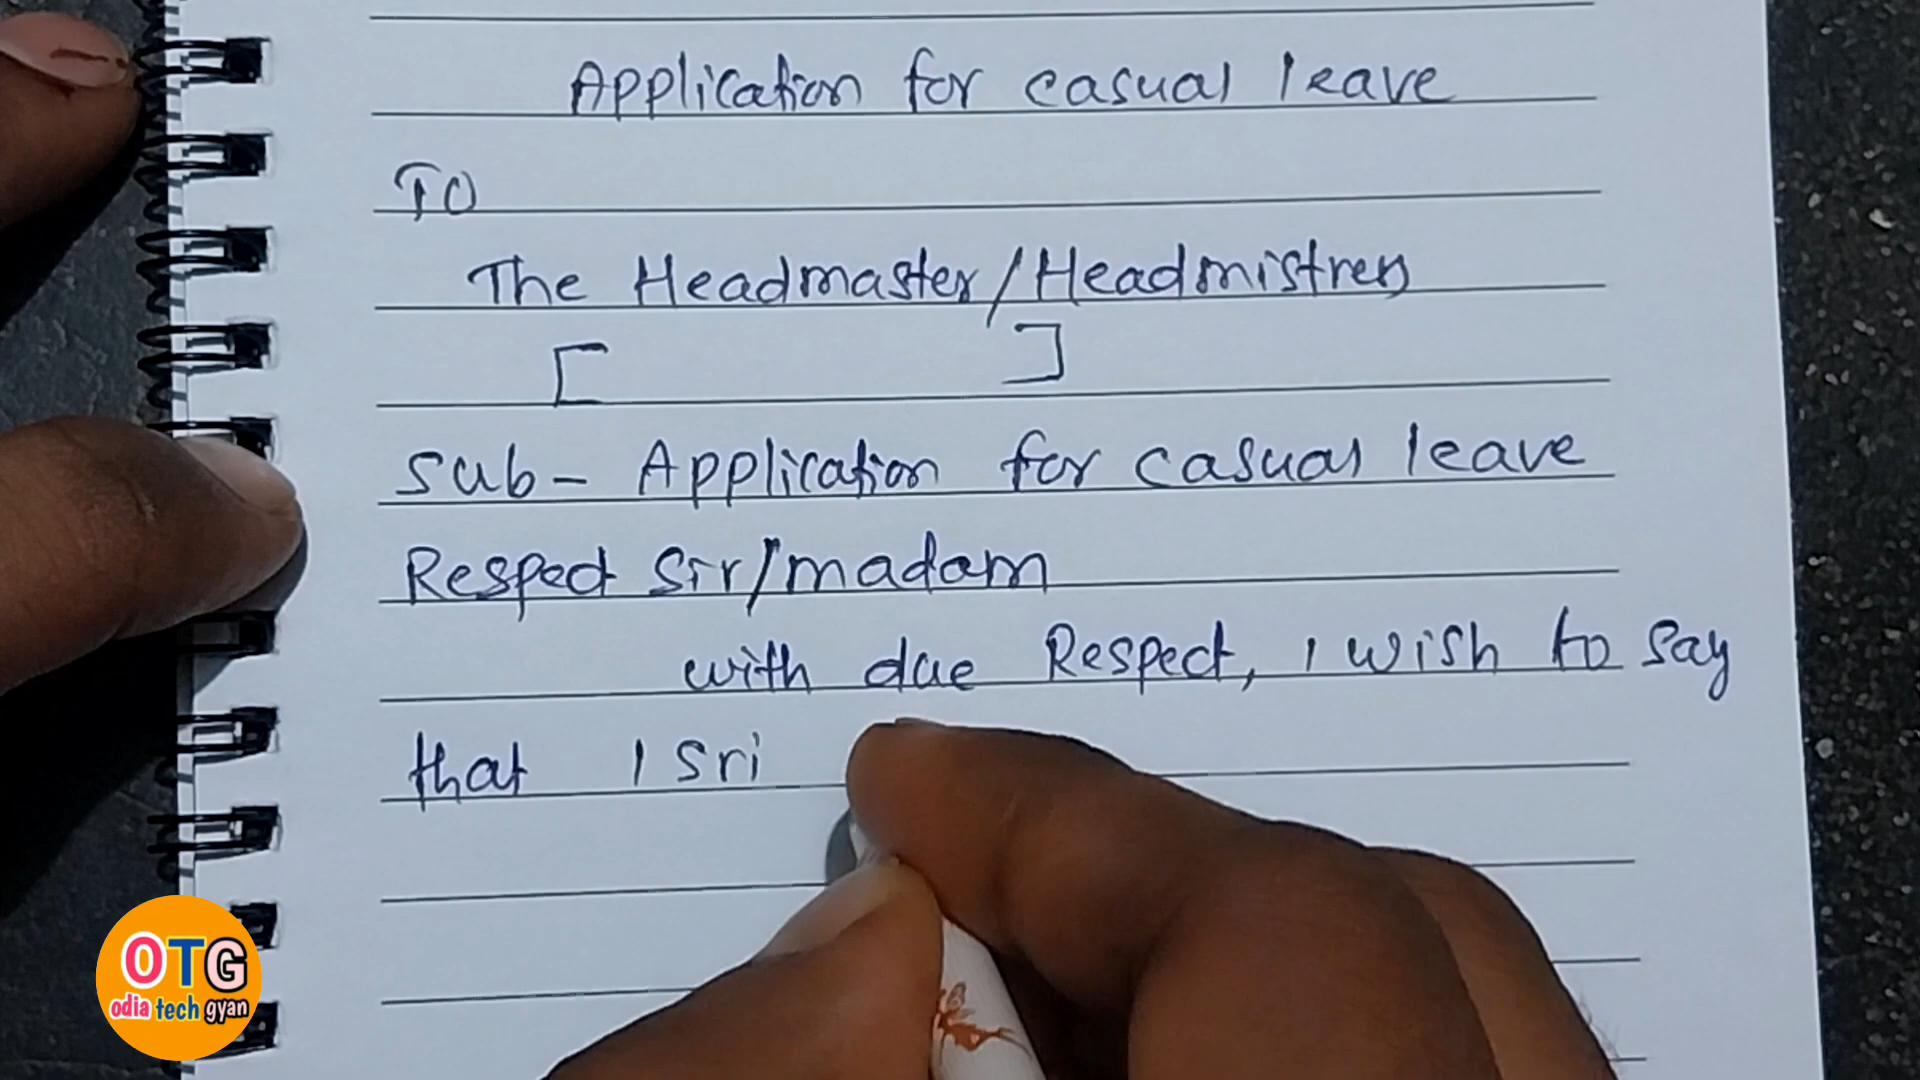 Application for casual leave
To
The Headmaster/Headmistress
[ ]
Sub - Application for casual leave
Respect Sir/madam
with due Respect, I wish to say
that I Sri
OTG
odia tech gyan